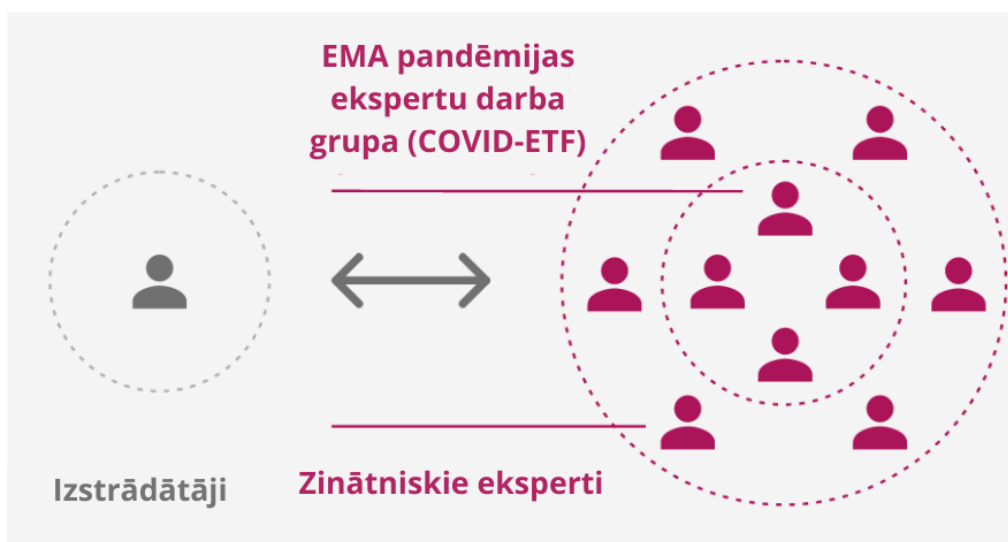 EMA pandēmijas
ekspertu darba
grupa (COVID-ETF)
Izstrādātāji
Zinātniskie eksperti